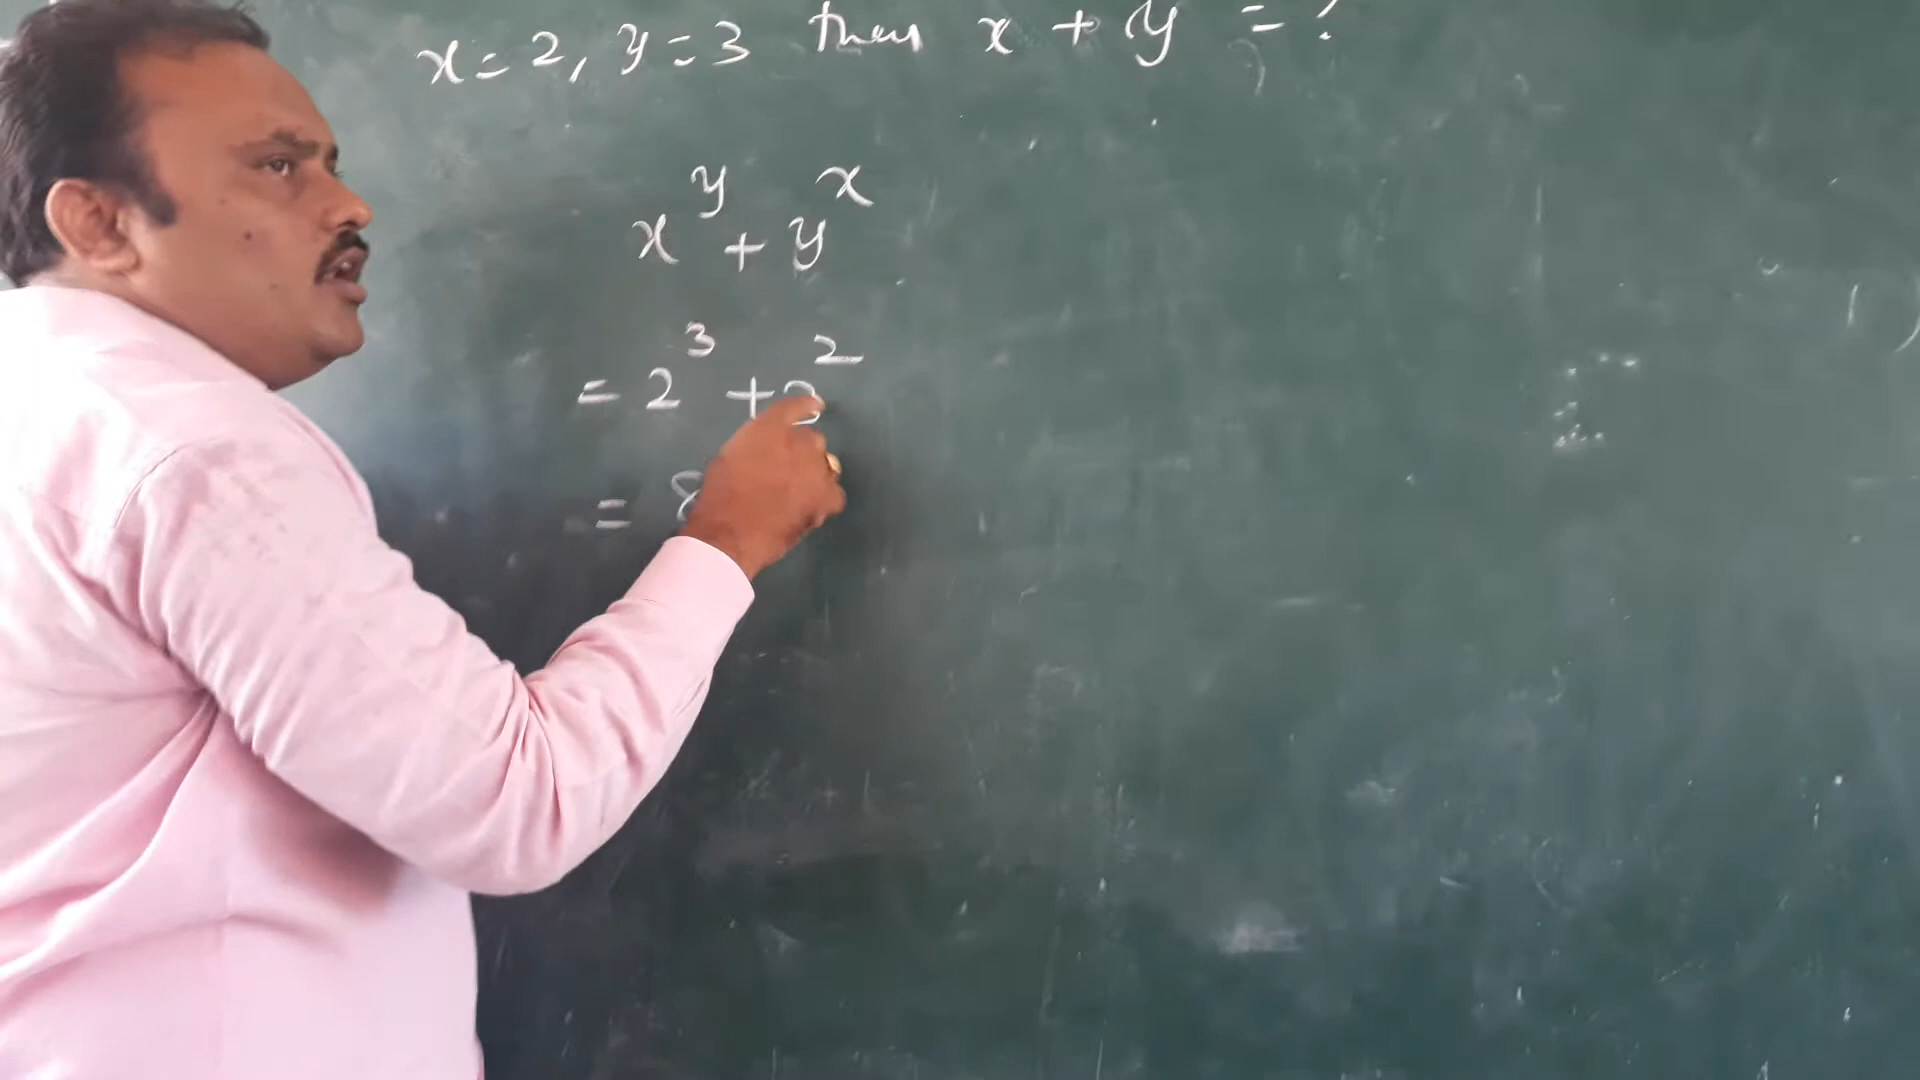 x = 2, y = 3 then x + y = ?
x^y + y^x
= 2^3 + 3^2
= 8